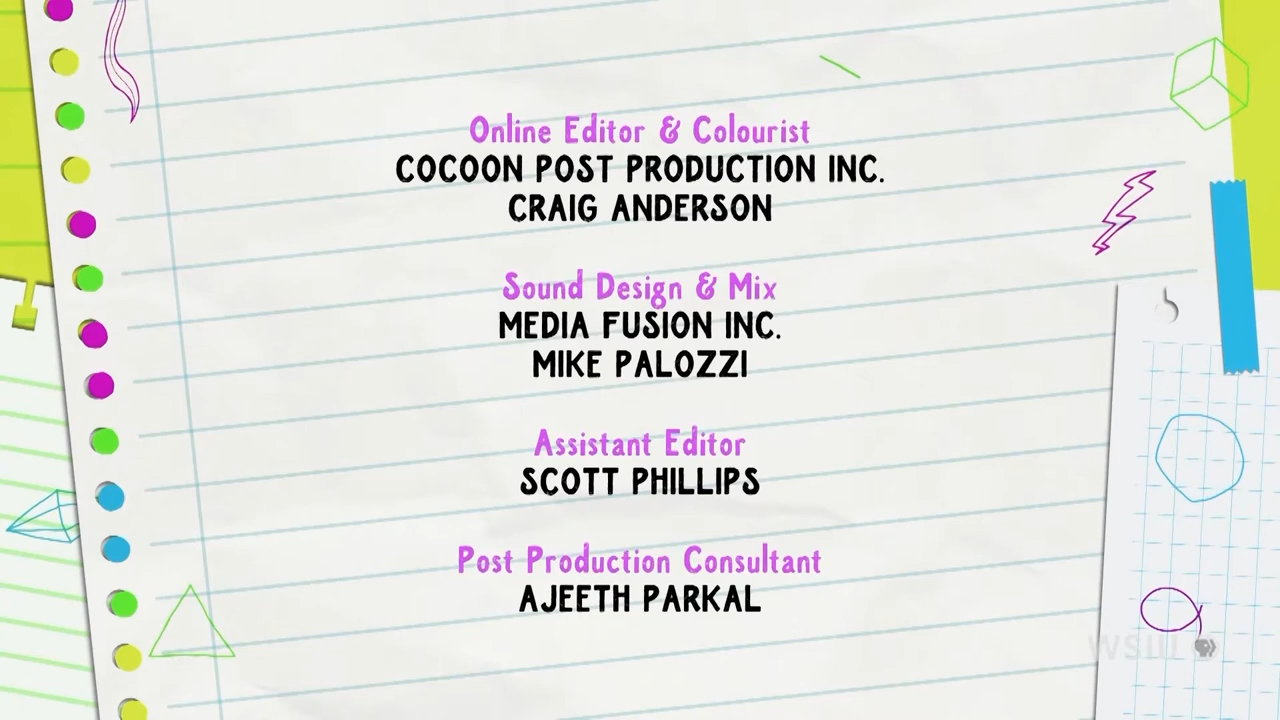 Online Editor & Colourist
COCOON POST PRODUCTION INC.
CRAIG ANDERSON
Sound Design & Mix
MEDIA FUSION INC.
MIKE PALOZZI
Assistant Editor
SCOTT PHILLIPS
Post Production Consultant
AJEETH PARKAL
WSIU